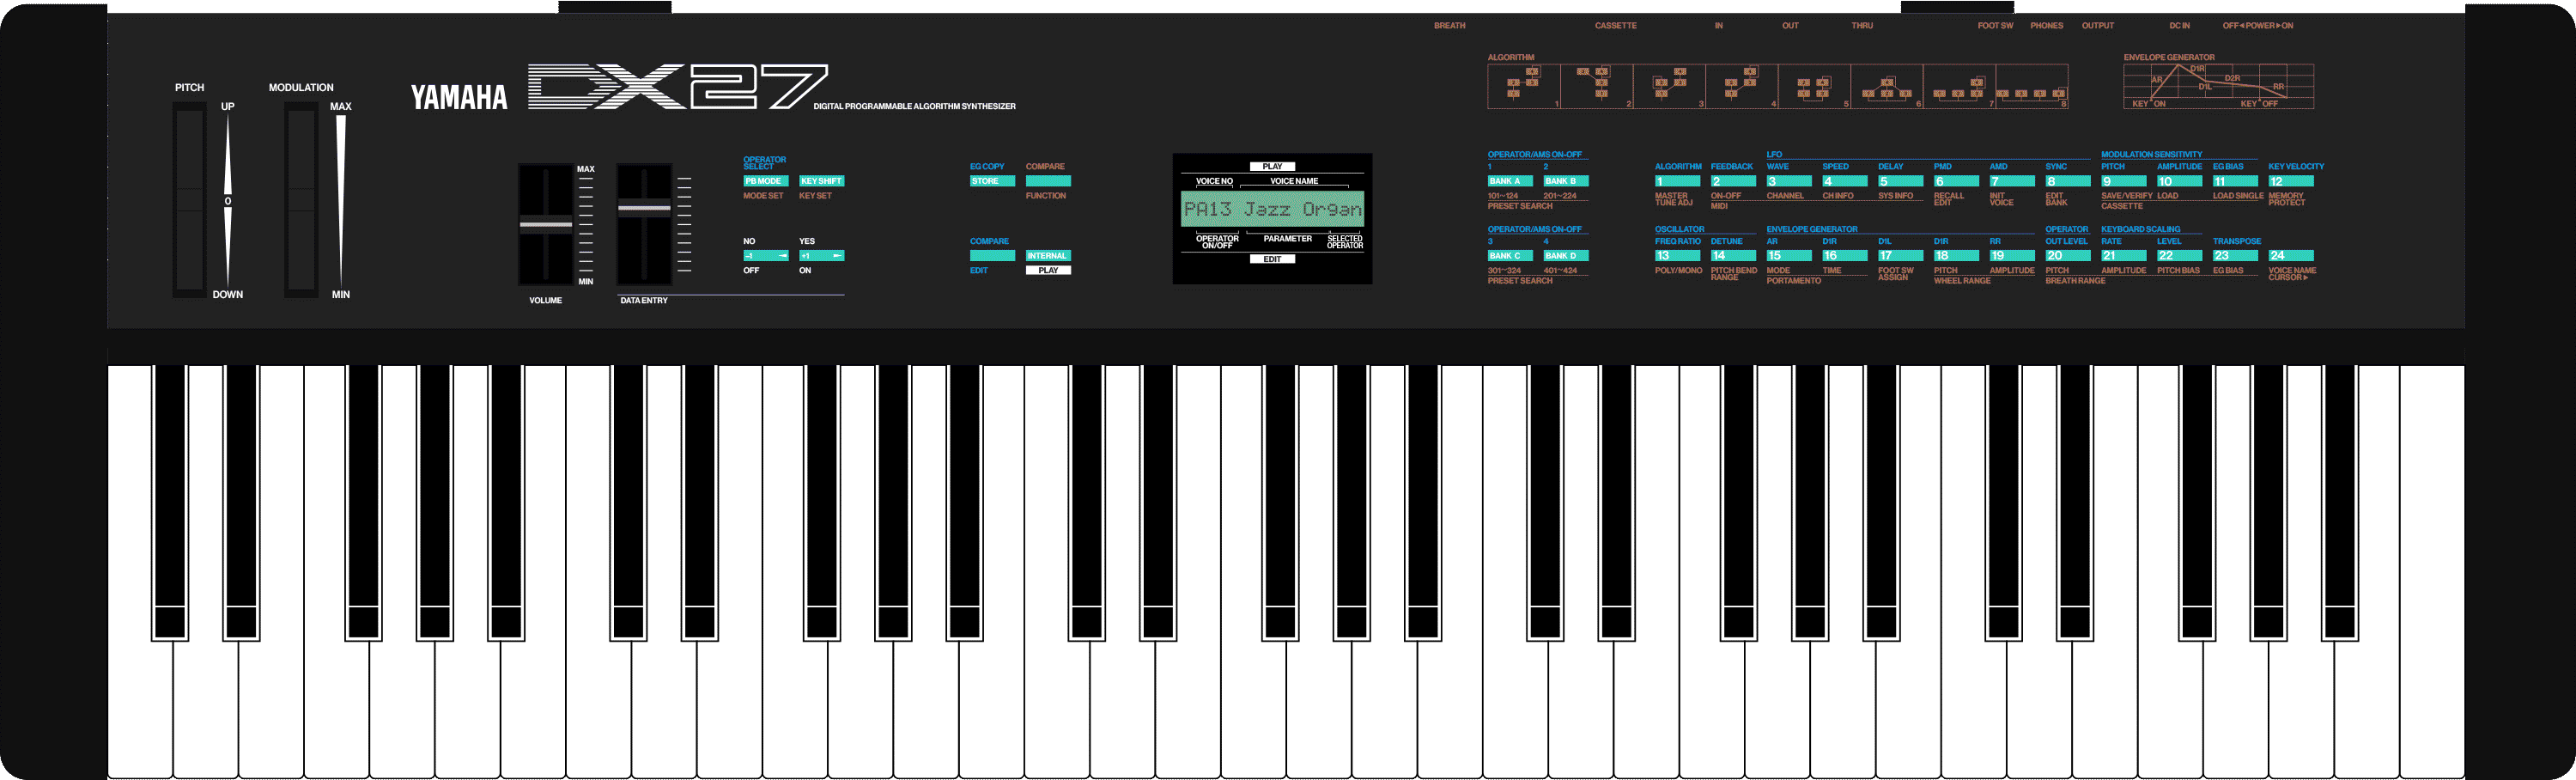 BREATH CASSETTE IN OUT THRU FOOT SW PHONES OUTPUT DC IN OFF◂POWER▸ON
PITCH
UP
0
DOWN
MODULATION
MAX
MIN
YAMAHA DX27
DIGITAL PROGRAMMABLE ALGORITHM SYNTHESIZER
ALGORITHM
1 2 3 4 5 6 7 8
ENVELOPE GENERATOR
AR D1R D1L D2R RR
KEY ON KEY OFF
MAX
MIN
VOLUME
DATA ENTRY
OPERATOR
SELECT
PB MODE KEY SHIFT
MODE SET KEY SET
NO YES
-1 +1
OFF ON
EG COPY COMPARE
STORE
FUNCTION
COMPARE
INTERNAL
EDIT PLAY
PLAY
VOICE NO VOICE NAME
PA13 Jazz Organ
OPERATOR
ON/OFF
PARAMETER
SELECTED
OPERATOR
EDIT
OPERATOR/AMS ON-OFF
1 2
BANK A BANK B
101~124 201~224
PRESET SEARCH
OPERATOR/AMS ON-OFF
3 4
BANK C BANK D
301~324 401~424
PRESET SEARCH
LFO MODULATION SENSITIVITY
ALGORITHM FEEDBACK WAVE SPEED DELAY PMD AMD SYNC PITCH AMPLITUDE EG BIAS KEY VELOCITY
1 2 3 4 5 6 7 8 9 10 11 12
MASTER ON-OFF CHANNEL CH INFO SYS INFO RECALL INIT EDIT SAVE/VERIFY LOAD LOAD SINGLE MEMORY
TUNE ADJ MIDI EDIT VOICE BANK CASSETTE PROTECT
OSCILLATOR ENVELOPE GENERATOR OPERATOR KEYBOARD SCALING
FREQ RATIO DETUNE AR D1R D1L D1R RR OUT LEVEL RATE LEVEL TRANSPOSE
13 14 15 16 17 18 19 20 21 22 23 24
POLY/MONO PITCH BEND MODE TIME FOOT SW PITCH AMPLITUDE PITCH AMPLITUDE PITCH BIAS EG BIAS VOICE NAME
RANGE PORTAMENTO ASSIGN WHEEL RANGE BREATH RANGE CURSOR ▸